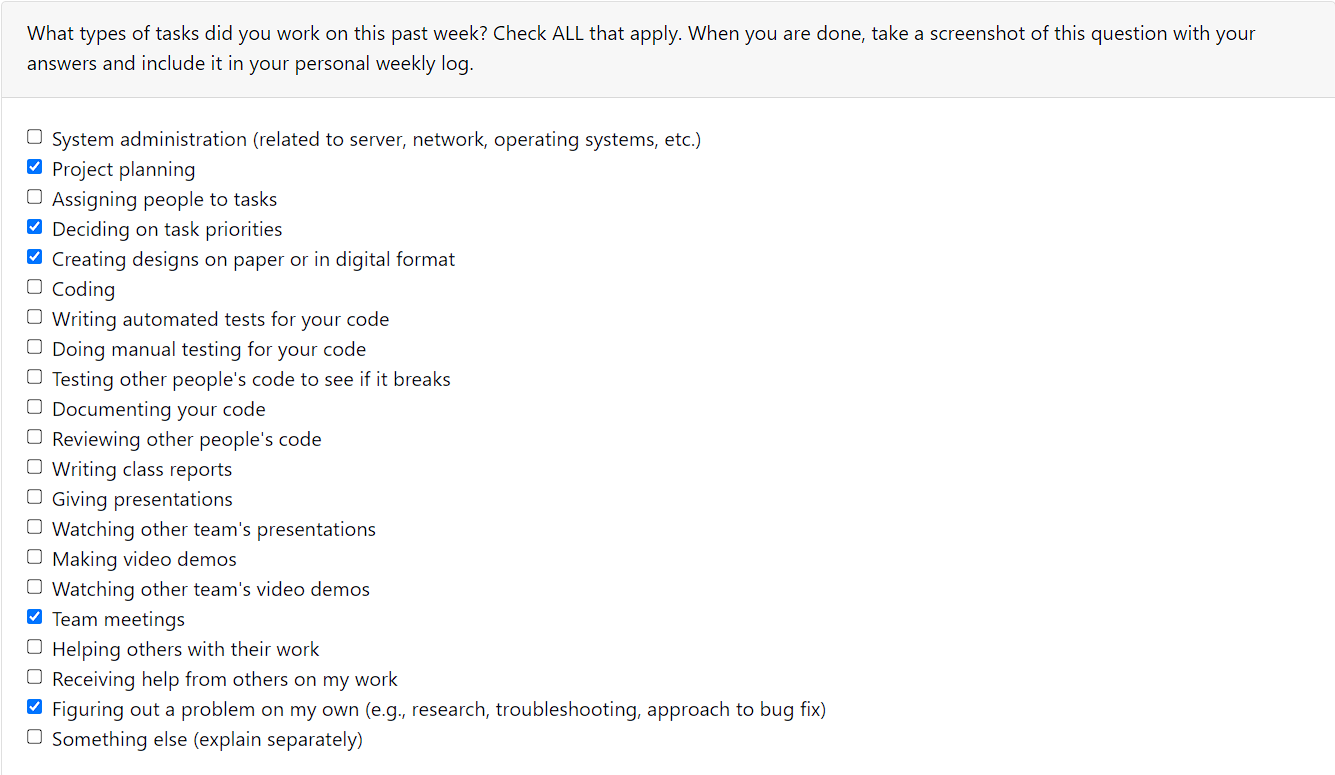 What types of tasks did you work on this past week? Check ALL that apply. When you are done, take a screenshot of this question with your
answers and include it in your personal weekly log.
System administration (related to server, network, operating systems, etc.)
Project planning
Assigning people to tasks
Deciding on task priorities
Creating designs on paper or in digital format
Coding
Writing automated tests for your code
Doing manual testing for your code
Testing other people's code to see if it breaks
Documenting your code
Reviewing other people's code
Writing class reports
Giving presentations
Watching other team's presentations
Making video demos
Watching other team's video demos
Team meetings
Helping others with their work
Receiving help from others on my work
Figuring out a problem on my own (e.g., research, troubleshooting, approach to bug fix)
Something else (explain separately)